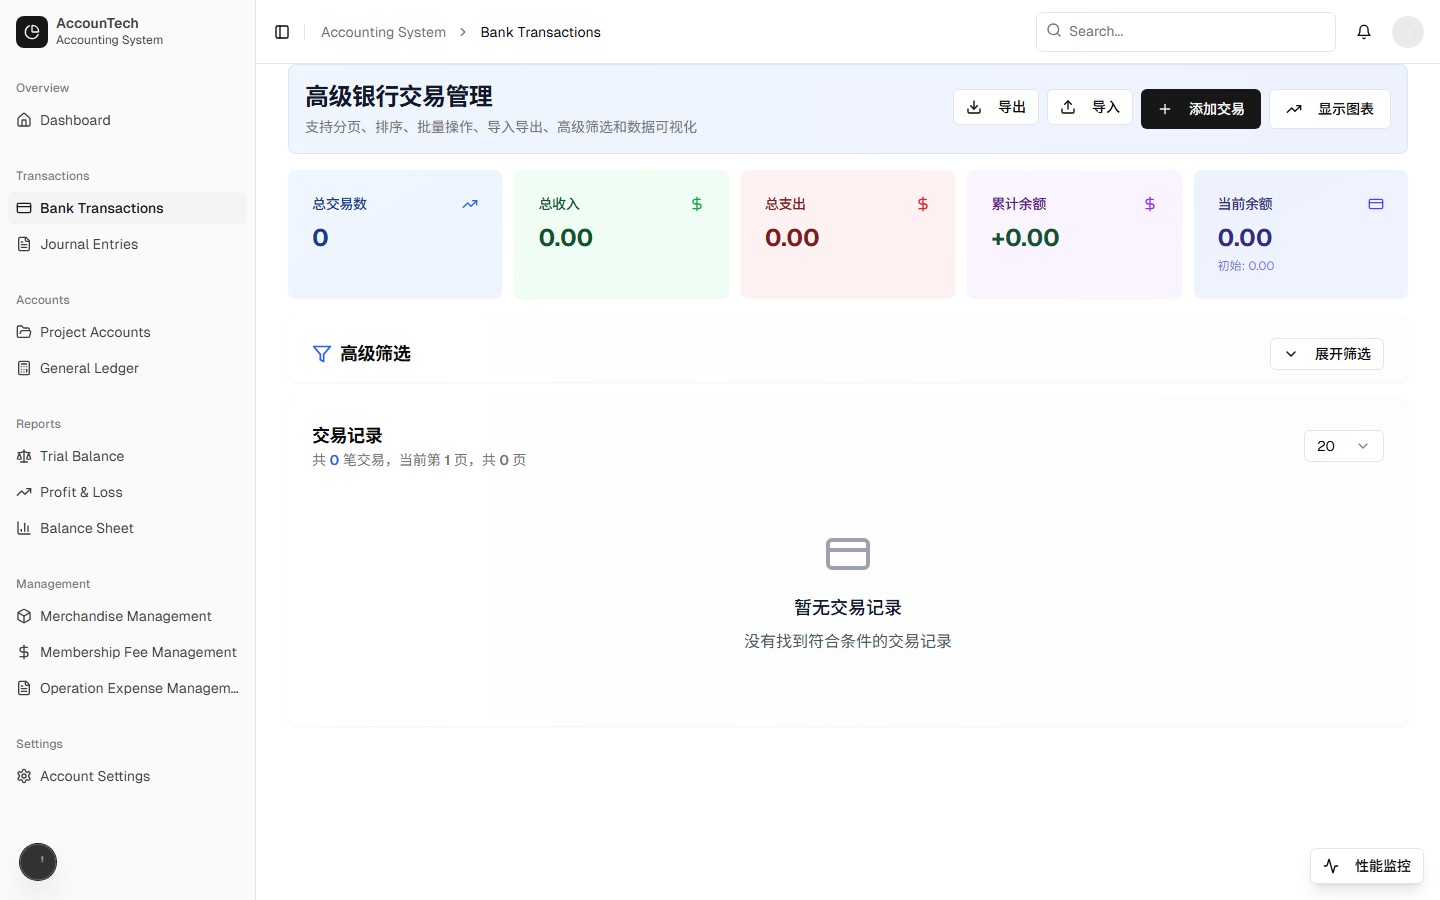 AccounTech
Accounting System
Overview
Dashboard
Transactions
Bank Transactions
Journal Entries
Accounts
Project Accounts
General Ledger
Reports
Trial Balance
Profit & Loss
Balance Sheet
Management
Merchandise Management
Membership Fee Management
Operation Expense Managem...
Settings
Account Settings
Accounting System > Bank Transactions
Search...
高级银行交易管理
支持分页、排序、批量操作、导入导出、高级筛选和数据可视化
导出
导入
添加交易
显示图表
总交易数
0
总收入
0.00
总支出
0.00
累计余额
+0.00
当前余额
0.00
初始: 0.00
高级筛选
展开筛选
交易记录
共 0 笔交易，当前第 1 页，共 0 页
20
暂无交易记录
没有找到符合条件的交易记录
性能监控